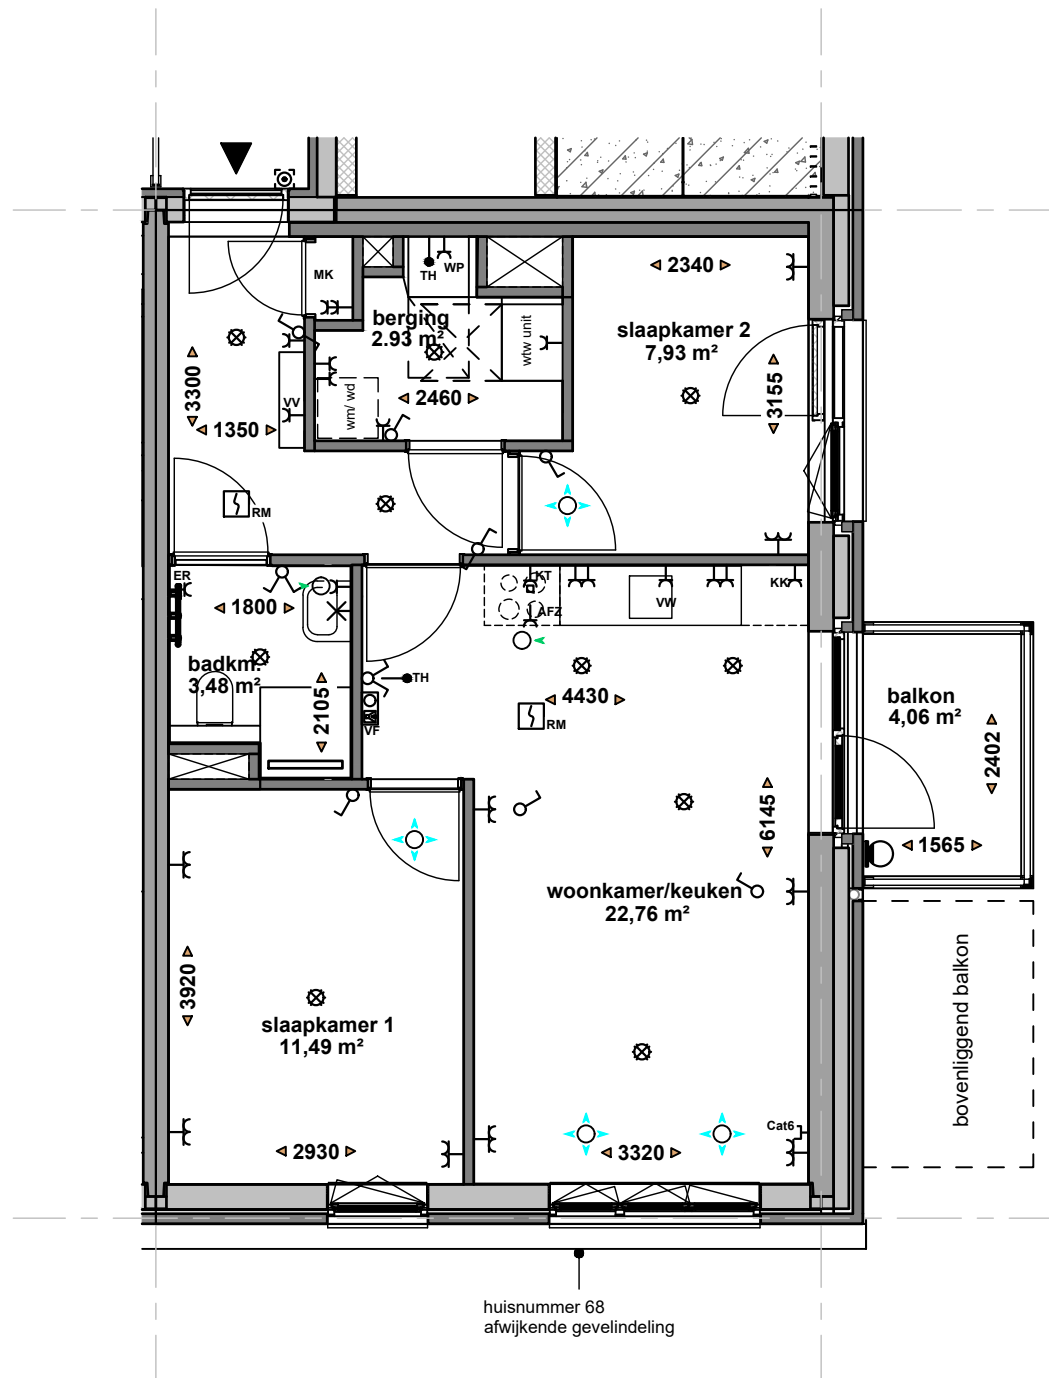 MK
TH
WP
2340
berging
2.93 m²
wtw unit
slaapkamer 2
7,93 m²
3300
1350
VV
wm/ wd
2460
3155
RM
ER
1800
KT
AFZ
VW
KK
badkm.
3,48 m²
2105
TH
VF
4430
RM
balkon
4,06 m²
2402
6145
1565
woonkamer/keuken
22,76 m²
3920
slaapkamer 1
11,49 m²
bovenliggend balkon
Cat6
2930
3320
huisnummer 68
afwijkende gevelindeling